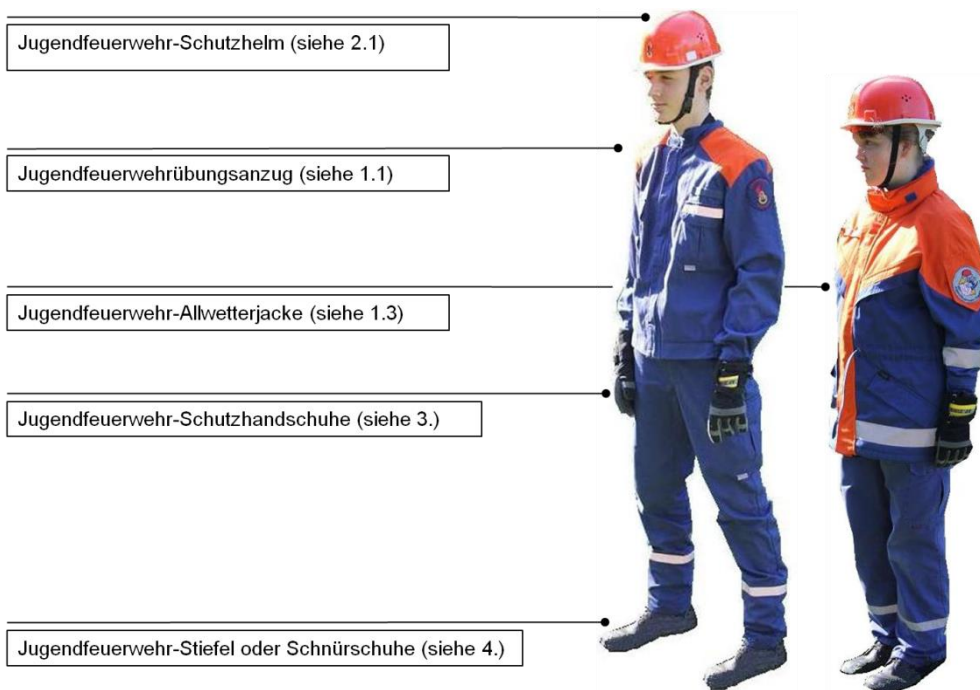 Jugendfeuerwehr-Schutzhelm (siehe 2.1)
Jugendfeuerwehrübungsanzug (siehe 1.1)
Jugendfeuerwehr-Allwetterjacke (siehe 1.3)
Jugendfeuerwehr-Schutzhandschuhe (siehe 3.)
Jugendfeuerwehr-Stiefel oder Schnürschuhe (siehe 4.)